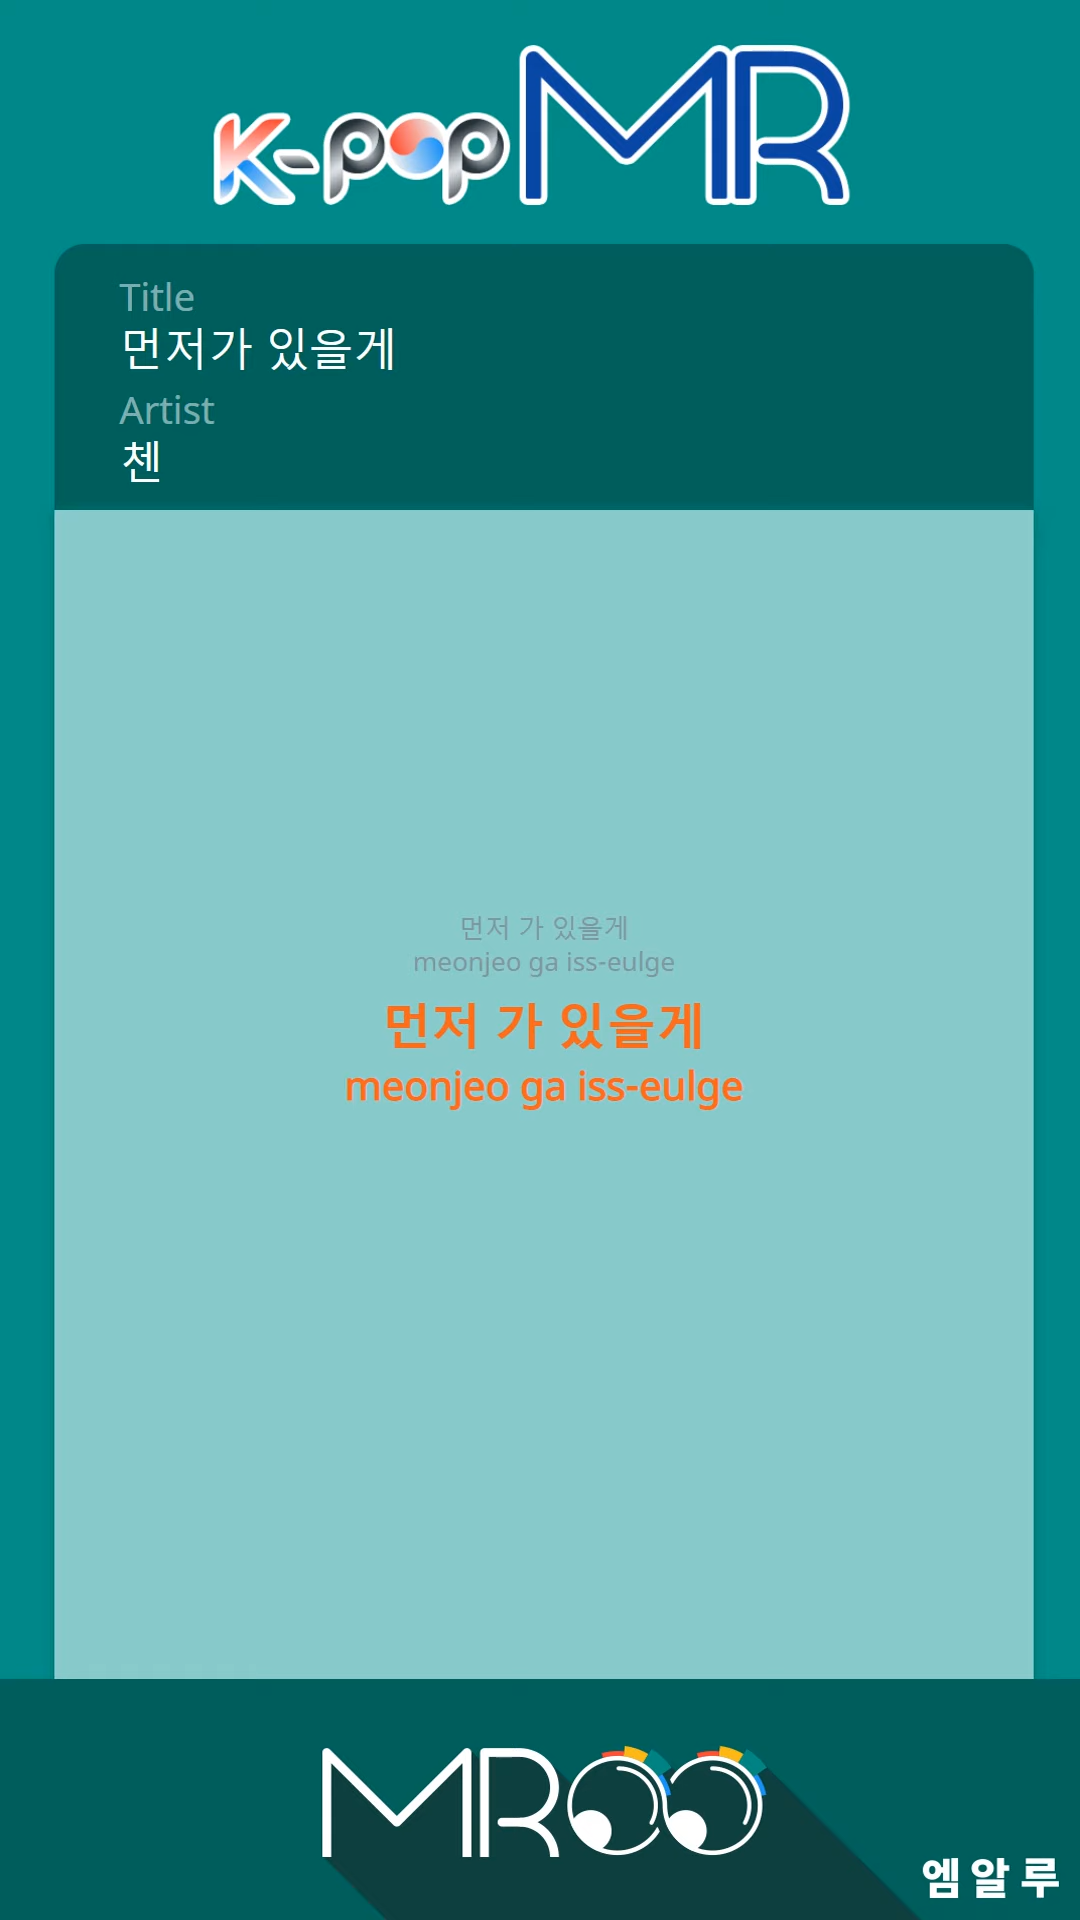 K-pop MR
Title
먼저가 있을게
Artist
첸
먼저 가 있을게
meonjeo ga iss-eulge
먼저 가 있을게
meonjeo ga iss-eulge
MROO
엠알루